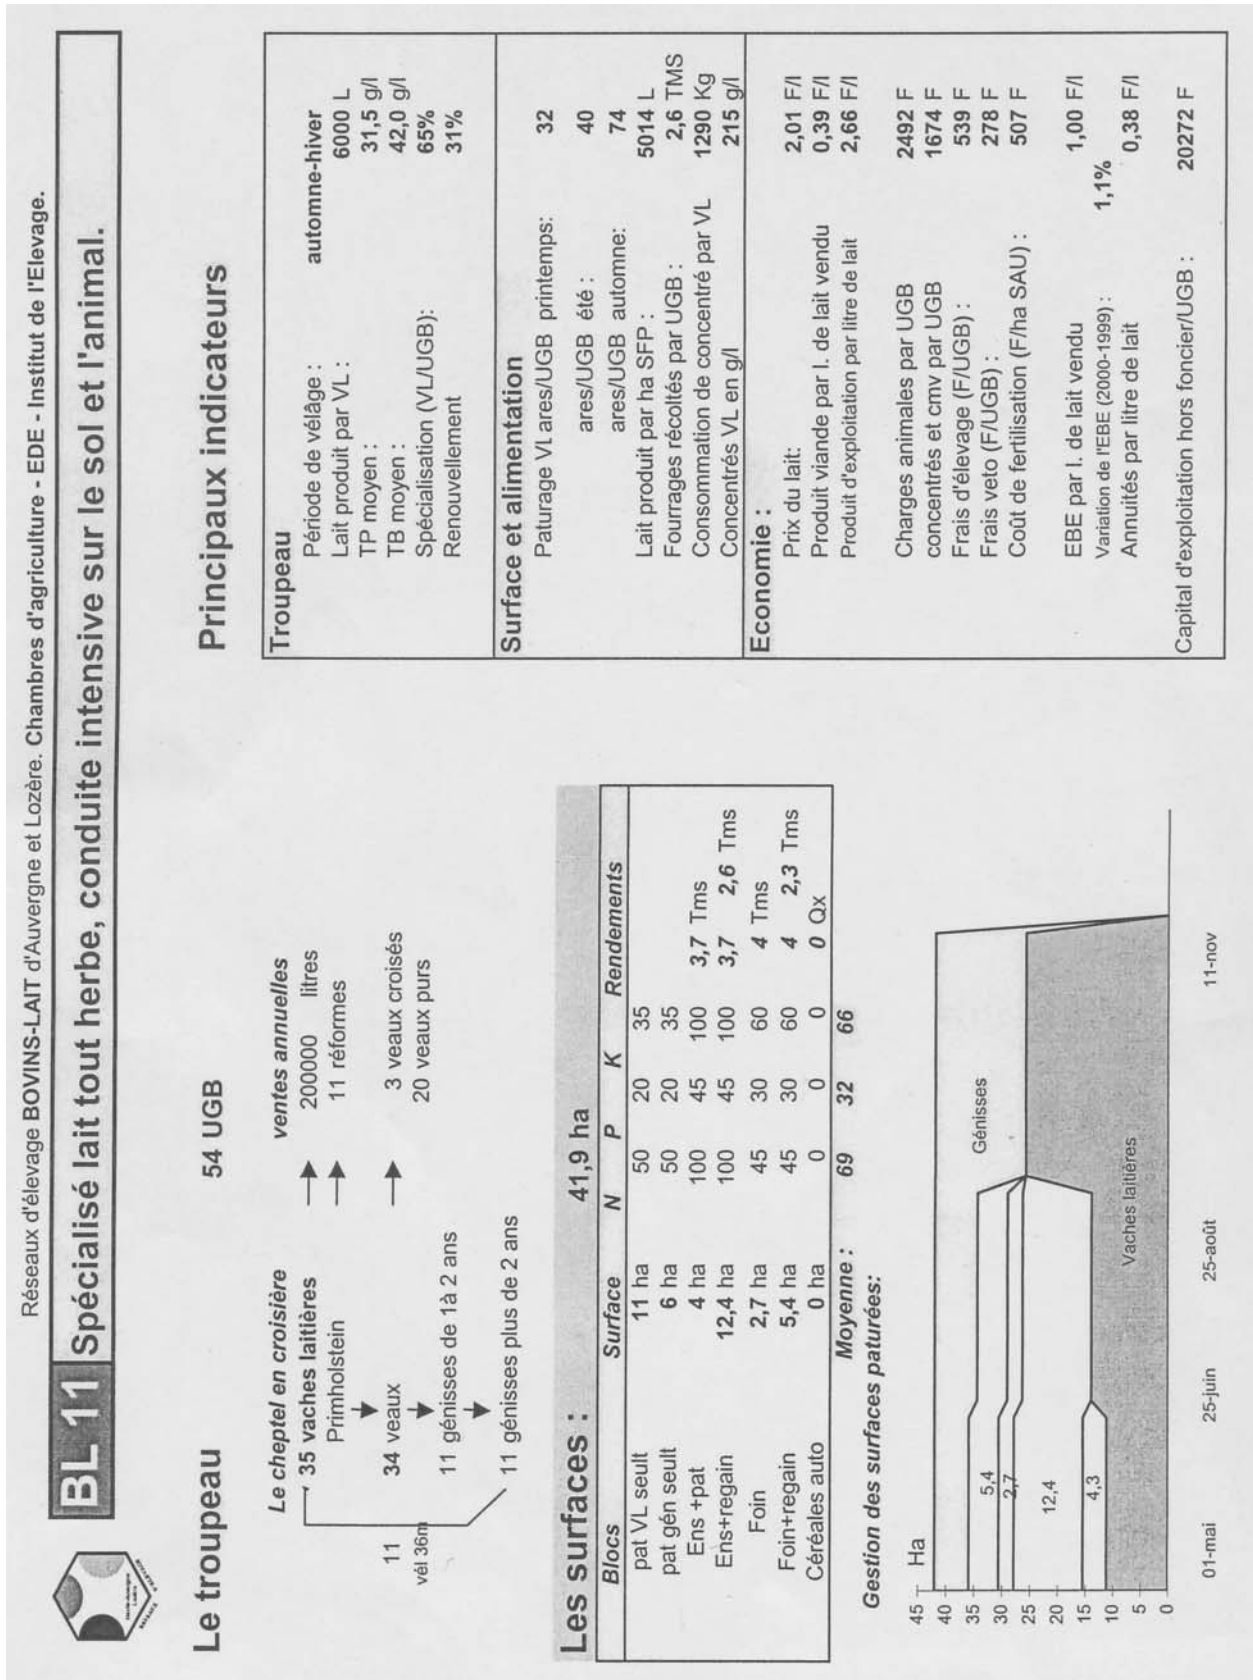 Réseaux d'élevage BOVINS-LAIT d'Auvergne et Lozère. Chambres d'agriculture - EDE - Institut de l'Elevage.
BL 11 Spécialisé lait tout herbe, conduite intensive sur le sol et l'animal.
Le troupeau 54 UGB
Le cheptel en croisière ventes annuelles
35 vaches laitières 200000 litres
Primholstein 11 réformes
11 34 veaux 3 veaux croisés
vél 36m 20 veaux purs
11 génisses de 1à 2 ans
11 génisses plus de 2 ans
Les surfaces : 41,9 ha
Blocs Surface N P K Rendements
pat VL seult 11 ha 50 20 35
pat gén seult 6 ha 50 20 35
Ens +pat 4 ha 100 45 100 3,7 Tms
Ens+regain 12,4 ha 100 45 100 3,7 2,6 Tms
Foin 2,7 ha 45 30 60 4 Tms
Foin+regain 5,4 ha 45 30 60 4 2,3 Tms
Céréales auto 0 ha 0 0 0 0 Qx
Moyenne : 69 32 66
Gestion des surfaces paturées:
Ha
45
40
35
30
25
20
15
10
5
0
5,4
2,7
12,4
4,3
Génisses
Vaches laitières
01-mai 25-juin 25-août 11-nov
Principaux indicateurs
Troupeau
Période de vêlage : automne-hiver
Lait produit par VL : 6000 L
TP moyen : 31,5 g/l
TB moyen : 42,0 g/l
Spécialisation (VL/UGB): 65%
Renouvellement 31%
Surface et alimentation
Paturage VL ares/UGB printemps: 32
ares/UGB été : 40
ares/UGB automne: 74
Lait produit par ha SFP : 5014 L
Fourrages récoltés par UGB : 2,6 TMS
Consommation de concentré par VL 1290 Kg
Concentrés VL en g/l 215 g/l
Economie :
Prix du lait: 2,01 F/l
Produit viande par l. de lait vendu 0,39 F/l
Produit d'exploitation par litre de lait 2,66 F/l
Charges animales par UGB 2492 F
concentrés et cmv par UGB 1674 F
Frais d'élevage (F/UGB) : 539 F
Frais veto (F/UGB) : 278 F
Coût de fertilisation (F/ha SAU) : 507 F
EBE par l. de lait vendu 1,00 F/l
Variation de l'EBE (2000-1999) : 1,1%
Annuités par litre de lait 0,38 F/l
Capital d'exploitation hors foncier/UGB : 20272 F